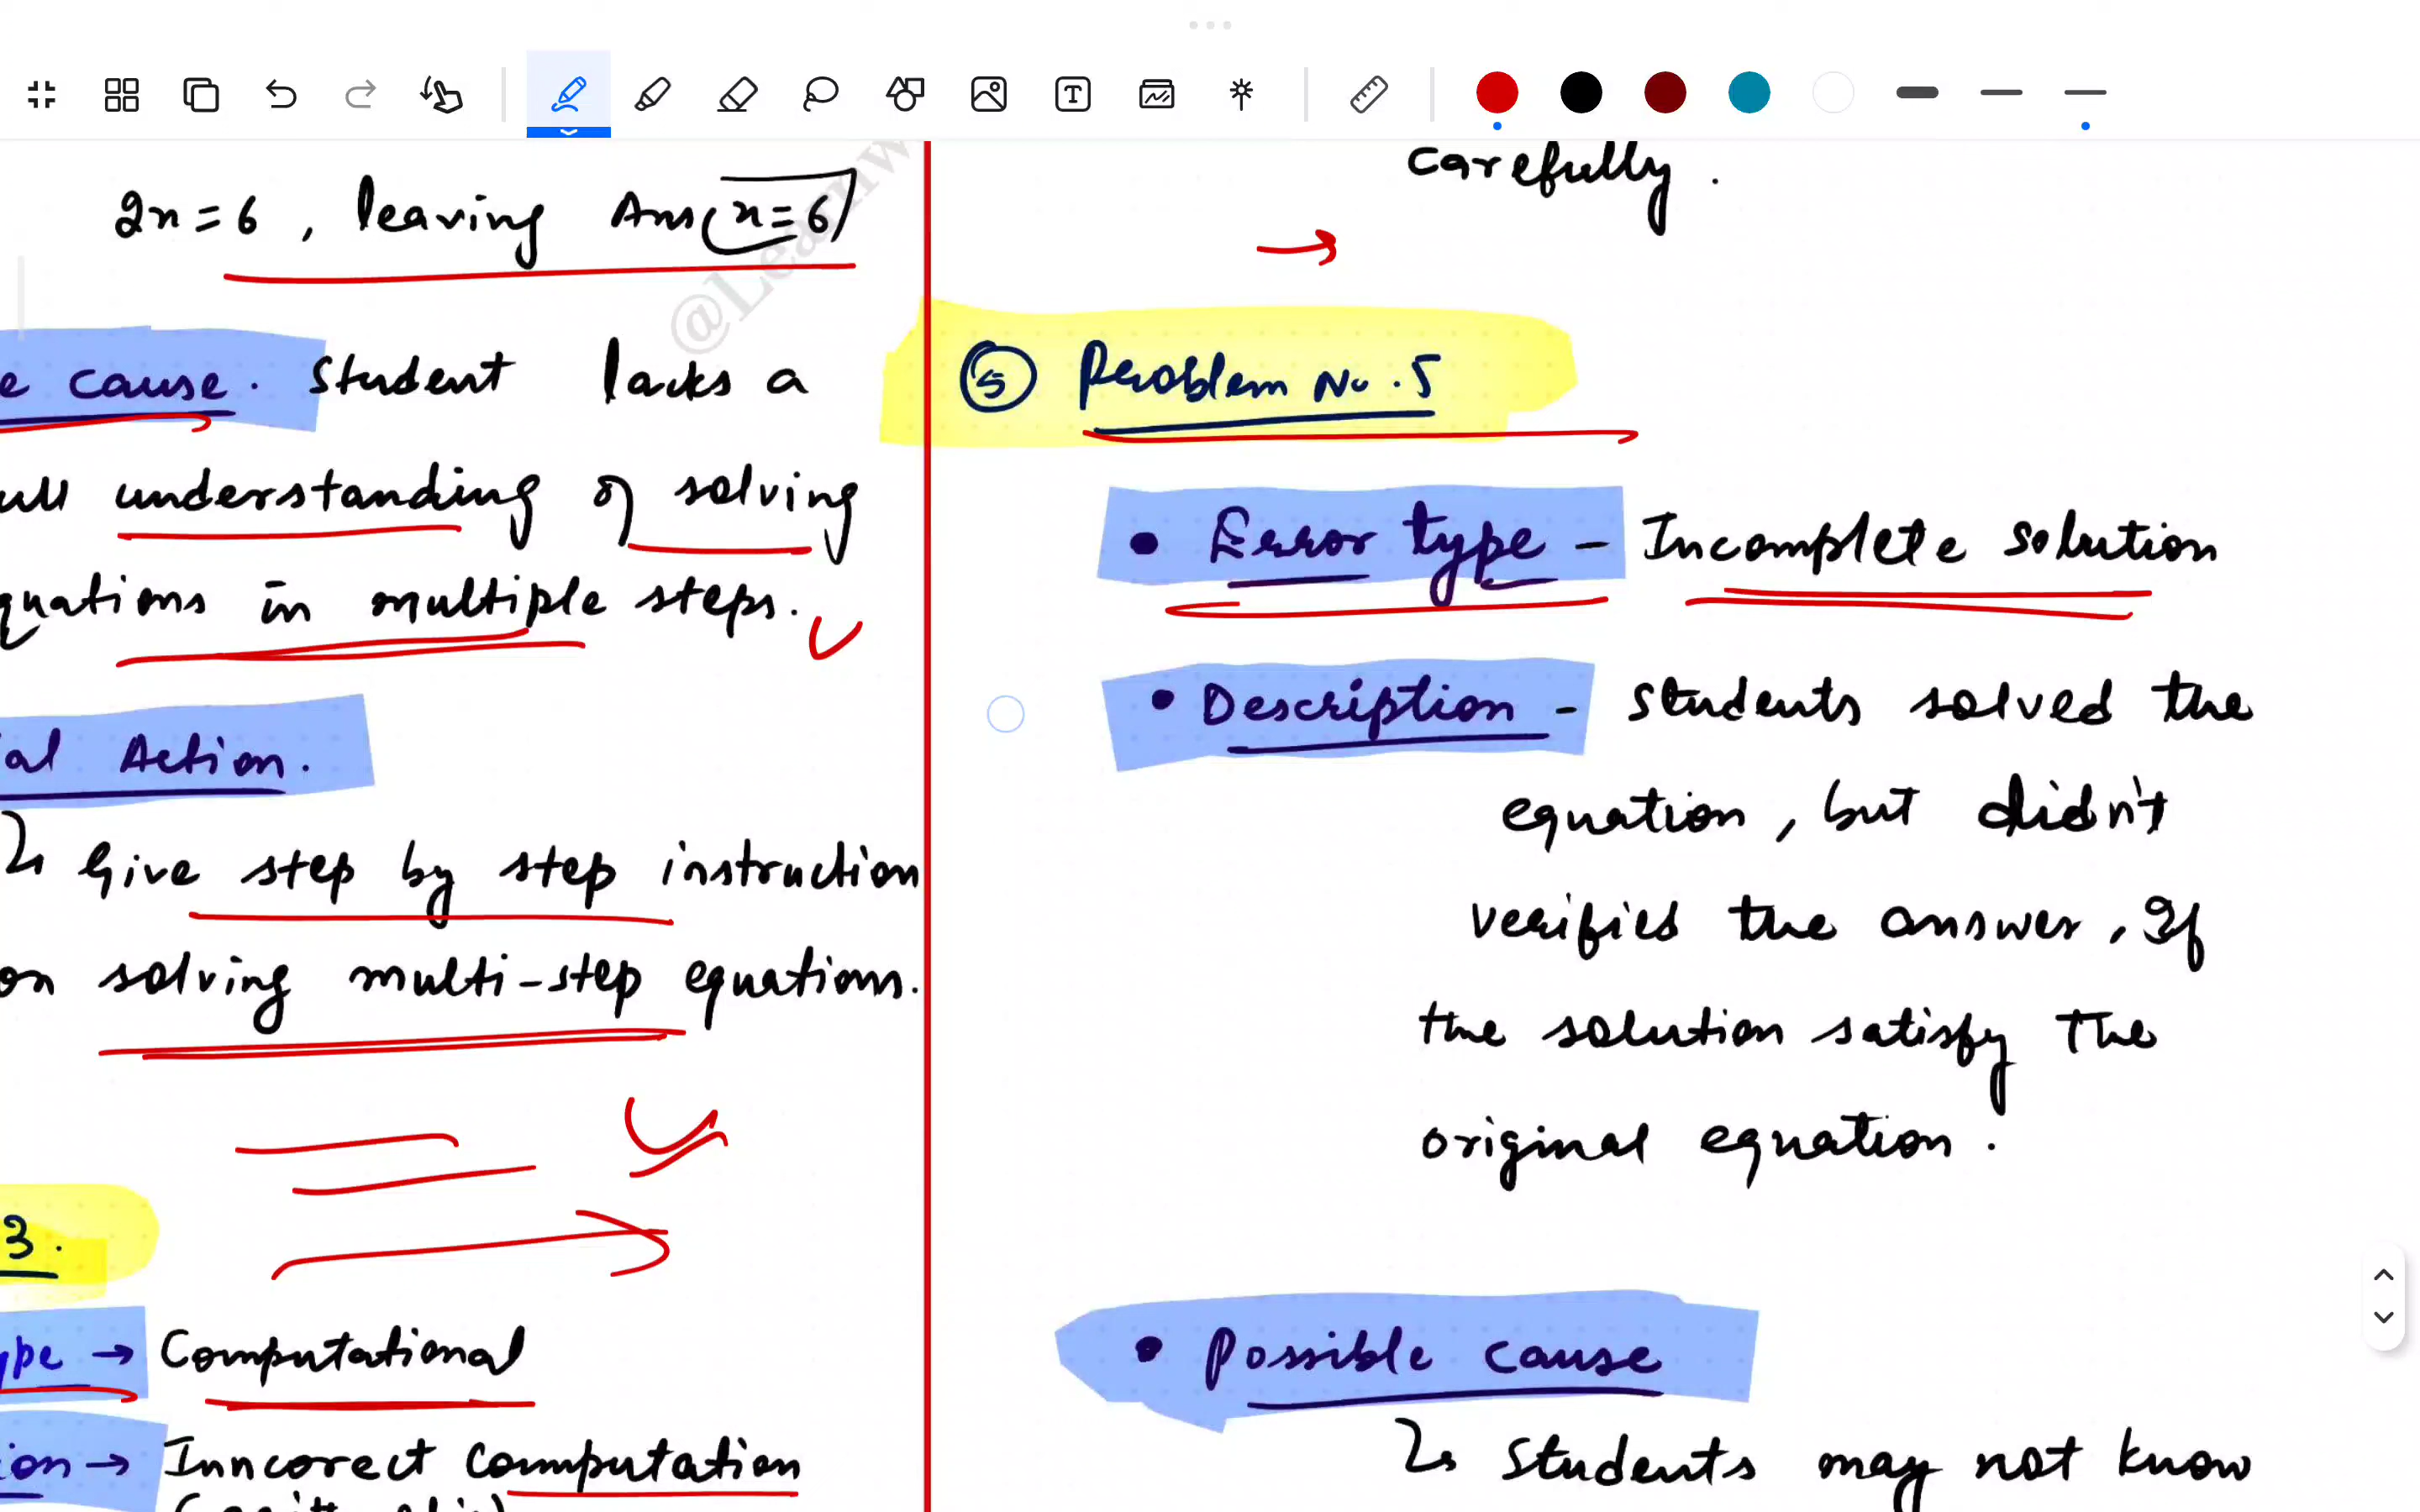 2x = 6 , leaving Ans (x = 6)
@Learnw
e cause . Student lacks a
ull understanding of solving
quations in multiple steps.
al Action .
↳ Give step by step instruction
on solving multi-step equations.
3 .
ype → Computational
ion → Inncorect computation
carefully .
→
⑤ Problem No . 5
• Error type - Incomplete solution
• Description - Students solved the
equation , but didn't
verified the answer , If
the solution satisfy the
original equation .
• Possible cause
↳ Students may not know